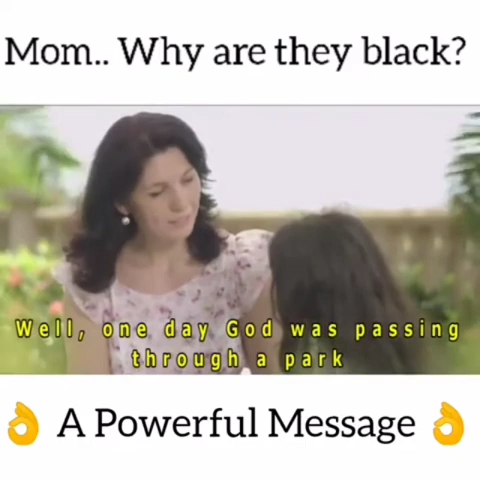 Mom.. Why are they black?
Well, one day God was passing
through a park
👌 A Powerful Message 👌